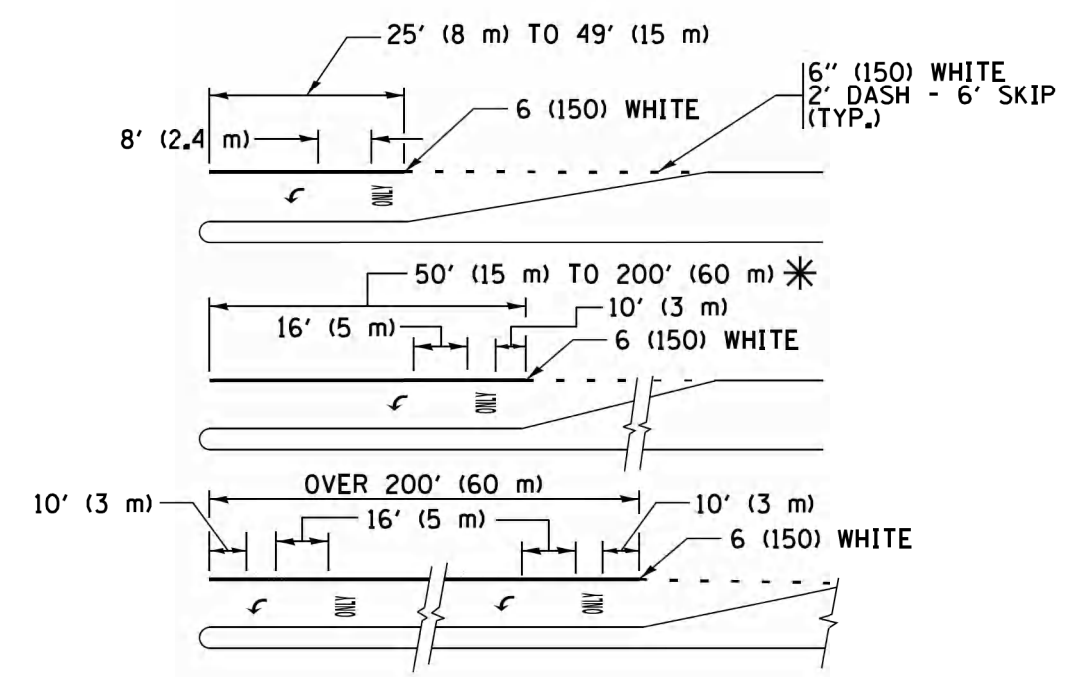 25' (8 m) TO 49' (15 m)
6" (150) WHITE
2' DASH - 6' SKIP
(TYP.)
6 (150) WHITE
8' (2.4 m)
ONLY
50' (15 m) TO 200' (60 m) *
10' (3 m)
16' (5 m)
6 (150) WHITE
ONLY
OVER 200' (60 m)
10' (3 m)
16' (5 m)
10' (3 m)
6 (150) WHITE
ONLY
ONLY